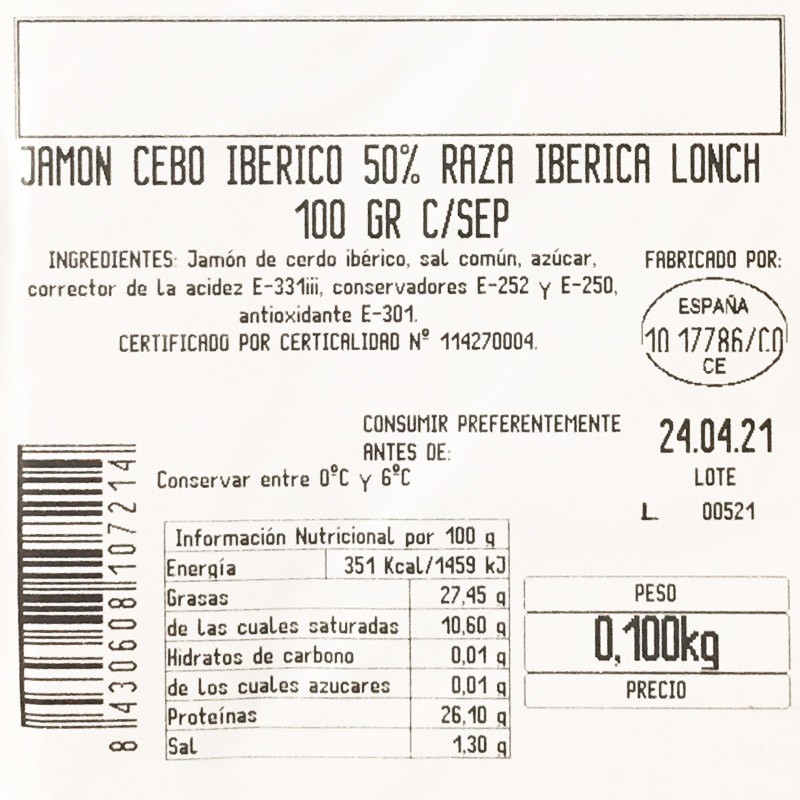 JAMON CEBO IBERICO 50% RAZA IBERICA LONCH
100 GR C/SEP
INGREDIENTES: Jamón de cerdo ibérico, sal común, azúcar,
corrector de la acidez E-331iii, conservadores E-252 y E-250,
antioxidante E-301.
CERTIFICADO POR CERTICALIDAD Nº 114270004.
FABRICADO POR:
ESPAÑA
10 17786/CO
CE
CONSUMIR PREFERENTEMENTE
ANTES DE:
24.04.21
Conservar entre 0ºC y 6ºC
LOTE
L 00521
8430608107214
Información Nutricional por 100 g
Energía 351 Kcal/1459 kJ
Grasas 27,45 g
de las cuales saturadas 10,60 g
Hidratos de carbono 0,01 g
de los cuales azucares 0,01 g
Proteínas 26,10 g
Sal 1,30 g
PESO
0,100kg
PRECIO